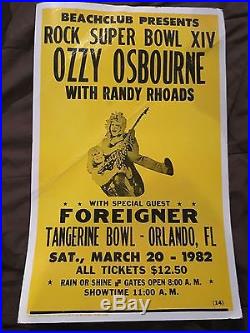 BEACHCLUB PRESENTS
ROCK SUPER BOWL XIV
OZZY OSBOURNE
WITH RANDY RHOADS
WITH SPECIAL GUEST
FOREIGNER
TANGERINE BOWL - ORLANDO, FL
SAT., MARCH 20 - 1982
ALL TICKETS $12.50
RAIN OR SHINE GATES OPEN 8:00 A.M.
SHOWTIME 11:00 A.M.
(14)